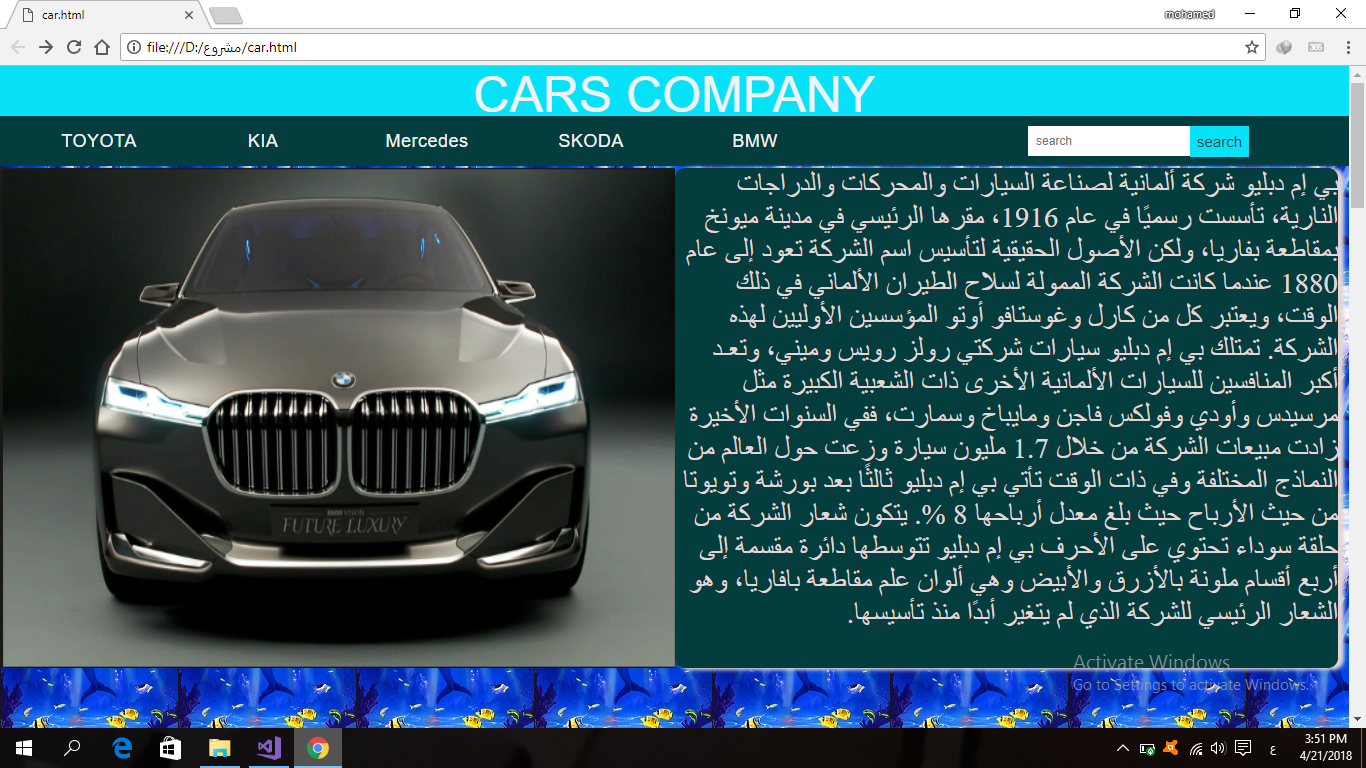 car.html
mohamed
file:///D:/مشروع/car.html
CARS COMPANY
TOYOTA KIA Mercedes SKODA BMW search search
بي إم دبليو شركة ألمانية لصناعة السيارات والمحركات والدراجات
النارية، تأسست رسميًا في عام 1916، مقرها الرئيسي في مدينة ميونخ
بمقاطعة بفاريا، ولكن الأصول الحقيقية لتأسيس اسم الشركة تعود إلى عام
1880 عندما كانت الشركة الممولة لسلاح الطيران الألماني في ذلك
الوقت، ويعتبر كل من كارل وغوستافو أوتو المؤسسين الأوليين لهذه
الشركة. تمتلك بي إم دبليو سيارات شركتي رولز رويس وميني، وتعد
أكبر المنافسين للسيارات الألمانية الأخرى ذات الشعبية الكبيرة مثل
مرسيدس وأودي وفولكس فاجن ومايباخ وسمارت، ففي السنوات الأخيرة
زادت مبيعات الشركة من خلال 1.7 مليون سيارة وزعت حول العالم من
النماذج المختلفة وفي ذات الوقت تأتي بي إم دبليو ثالثًا بعد بورشة وتويوتا
من حيث الأرباح حيث بلغ معدل أرباحها 8 %. يتكون شعار الشركة من
حلقة سوداء تحتوي على الأحرف بي إم دبليو تتوسطها دائرة مقسمة إلى
أربع أقسام ملونة بالأزرق والأبيض وهي ألوان علم مقاطعة بافاريا، وهو
الشعار الرئيسي للشركة الذي لم يتغير أبدًا منذ تأسيسها.
BMW VISION
FUTURE LUXURY
Activate Windows
Go to Settings to activate Windows.
ع
3:51 PM
4/21/2018